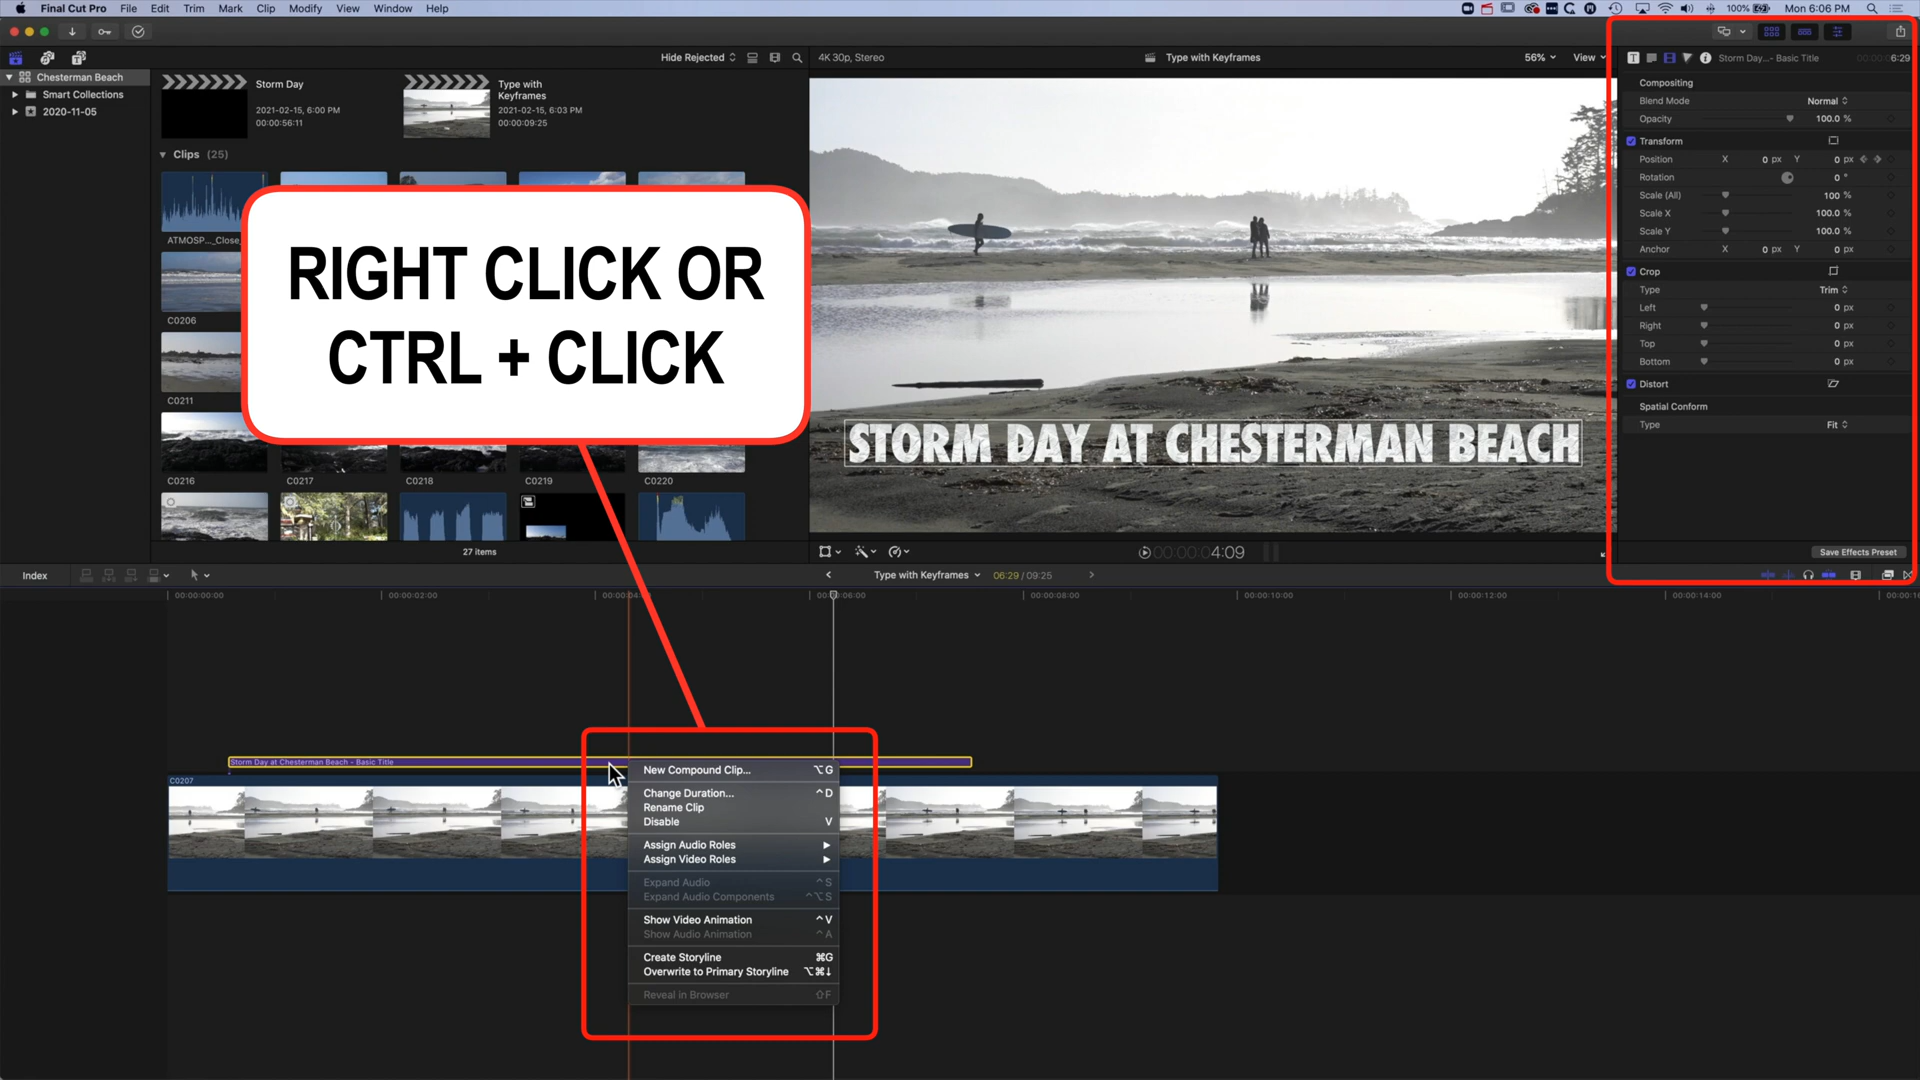 Final Cut Pro File Edit Trim Mark Clip Modify View Window Help
100% Mon 6:06 PM
Hide Rejected
4K 30p, Stereo
Type with Keyframes
56% View
Storm Day...- Basic Title
6:29
Chesterman Beach
Smart Collections
2020-11-05
Storm Day
2021-02-15, 6:00 PM
00:00:56:11
Type with
Keyframes
2021-02-15, 6:03 PM
00:00:09:25
Clips (25)
ATMOSP..._Close_
C0206
C0211
C0216
C0217
C0218
C0219
C0220
27 items
RIGHT CLICK OR
CTRL + CLICK
STORM DAY AT CHESTERMAN BEACH
00:00:00:04:09
Compositing
Blend Mode Normal
Opacity 100.0 %
Transform
Position X 0 px Y 0 px
Rotation 0 °
Scale (All) 100 %
Scale X 100.0 %
Scale Y 100.0 %
Anchor X 0 px Y 0 px
Crop
Type Trim
Left 0 px
Right 0 px
Top 0 px
Bottom 0 px
Distort
Spatial Conform
Type Fit
Save Effects Preset
Index
Type with Keyframes 06:29 / 09:25
00:00:00:00 00:00:02:00 00:00:06:00 00:00:08:00 00:00:10:00 00:00:12:00 00:00:14:00
Storm Day at Chesterman Beach - Basic Title
C0207
New Compound Clip... ⌥G
Change Duration... ^D
Rename Clip
Disable V
Assign Audio Roles
Assign Video Roles
Expand Audio ^S
Expand Audio Components ^⌥S
Show Video Animation ^V
Show Audio Animation ^A
Create Storyline ⌘G
Overwrite to Primary Storyline ⌥⌘↓
Reveal in Browser ⇧F